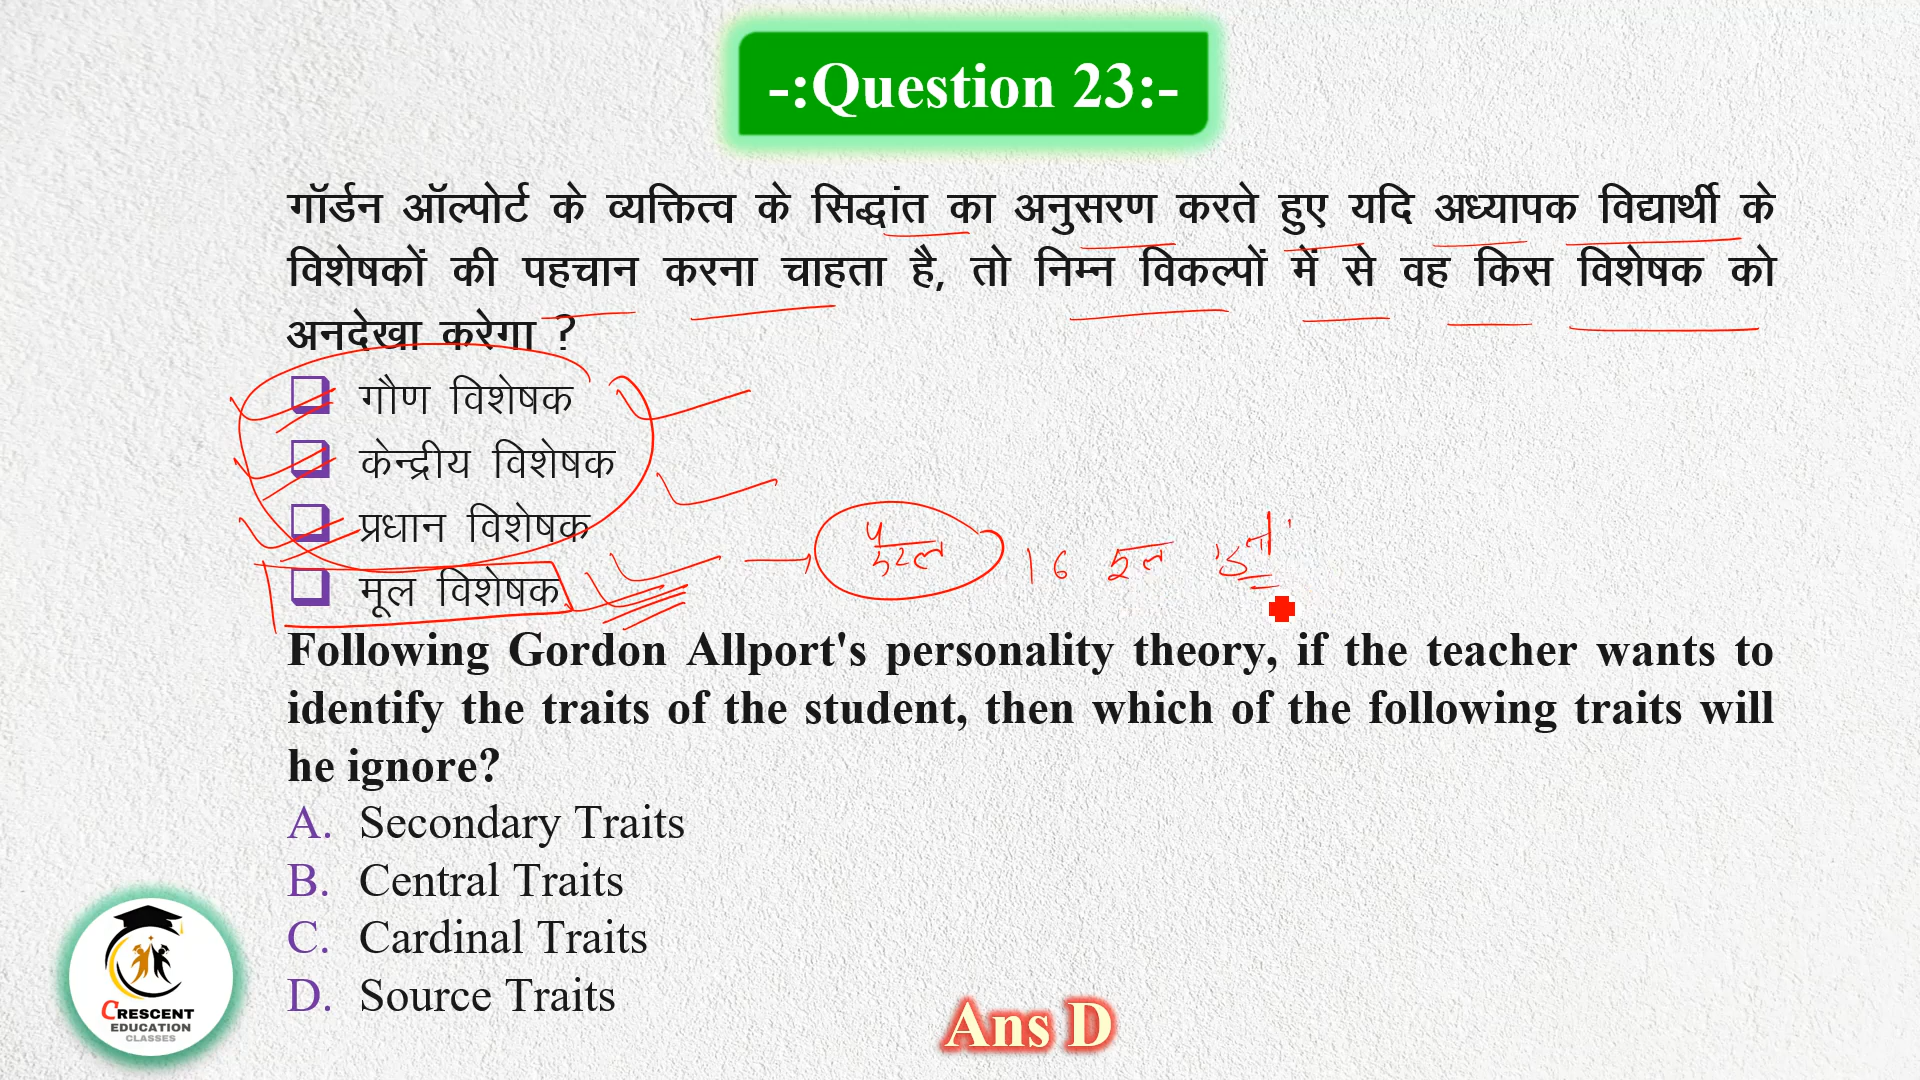 -:Question 23:-
गॉर्डन ऑल्पोर्ट के व्यक्तित्व के सिद्धांत का अनुसरण करते हुए यदि अध्यापक विद्यार्थी के
विशेषकों की पहचान करना चाहता है, तो निम्न विकल्पों में से वह किस विशेषक को
अनदेखा करेगा ?
गौण विशेषक
केन्द्रीय विशेषक
प्रधान विशेषक
मूल विशेषक
16
Following Gordon Allport's personality theory, if the teacher wants to
identify the traits of the student, then which of the following traits will
he ignore?
A. Secondary Traits
B. Central Traits
C. Cardinal Traits
D. Source Traits
Ans D
CRESCENT
EDUCATION
CLASSES